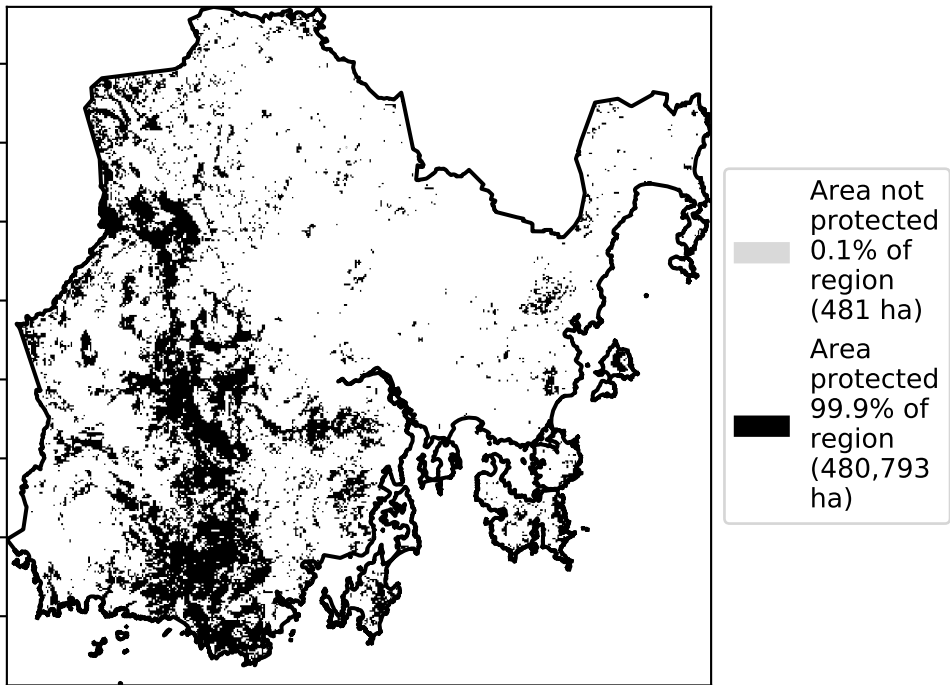 Area not
protected
0.1% of
region
(481 ha)
Area
protected
99.9% of
region
(480,793
ha)